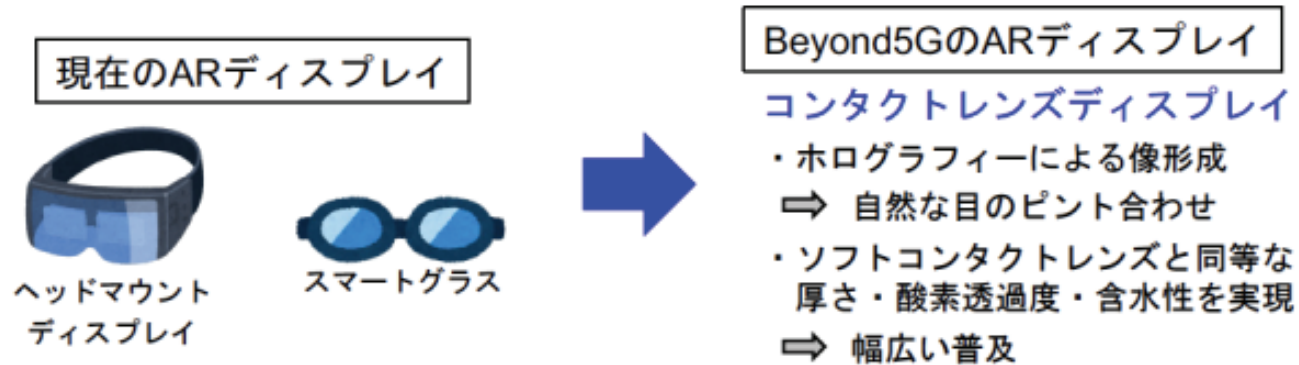 現在のARディスプレイ
ヘッドマウント
ディスプレイ
スマートグラス
Beyond5GのARディスプレイ
コンタクトレンズディスプレイ
・ホログラフィーによる像形成
⇨ 自然な目のピント合わせ
・ソフトコンタクトレンズと同等な
厚さ・酸素透過度・含水性を実現
⇨ 幅広い普及